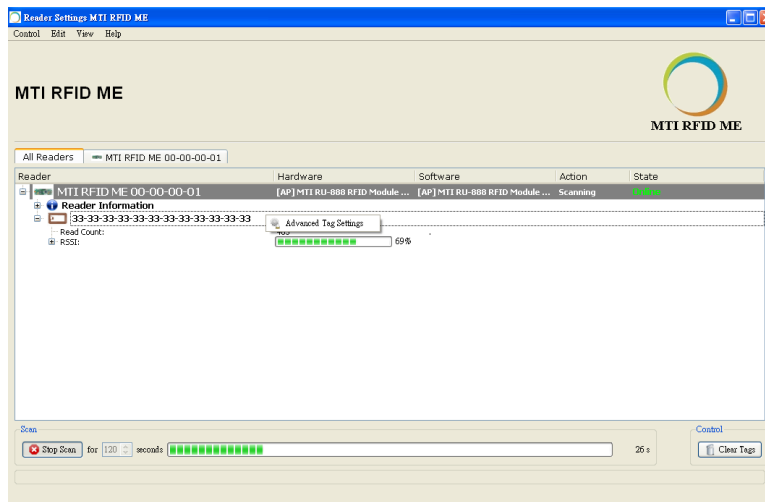 Reader Settings MTI RFID ME
Control Edit View Help
MTI RFID ME
MTI RFID ME
All Readers MTI RFID ME 00-00-00-01
Reader Hardware Software Action State
MTI RFID ME 00-00-00-01 [AP] MTI RU-888 RFID Module ... [AP] MTI RU-888 RFID Module ... Scanning Online
Reader Information
33-33-33-33-33-33-33-33-33-33-33-33
Advanced Tag Settings
Read Count:
RSSI: 69%
Scan Control
Stop Scan for 120 seconds 26 s Clear Tags